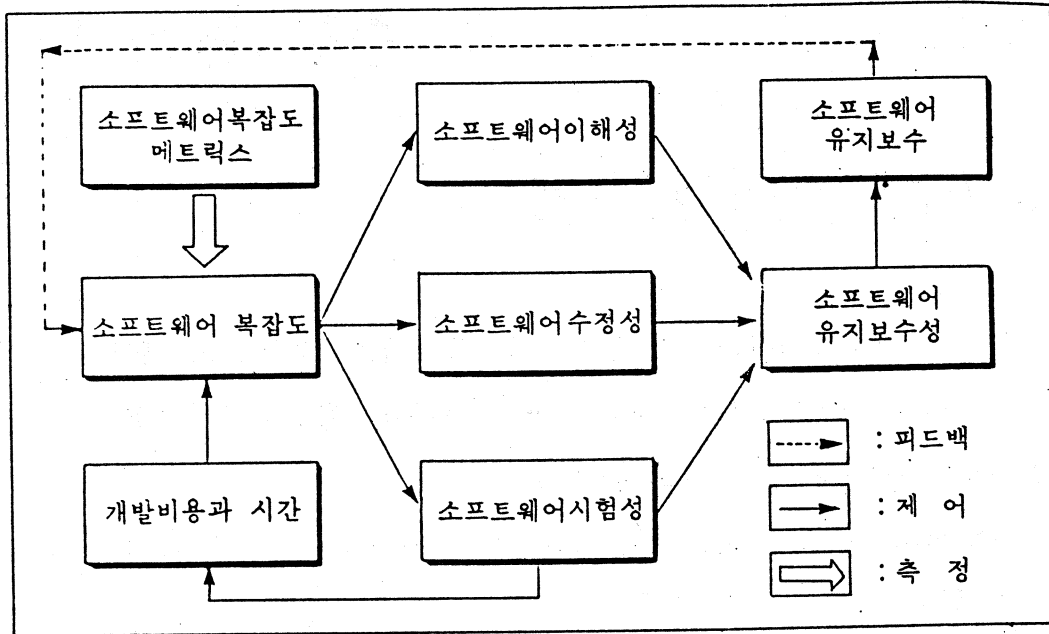 소프트웨어복잡도
메트릭스
소프트웨어이해성
소프트웨어
유지보수
소프트웨어 복잡도
소프트웨어수정성
소프트웨어
유지보수성
개발비용과 시간
소프트웨어시험성
: 피드백
: 제 어
: 측 정